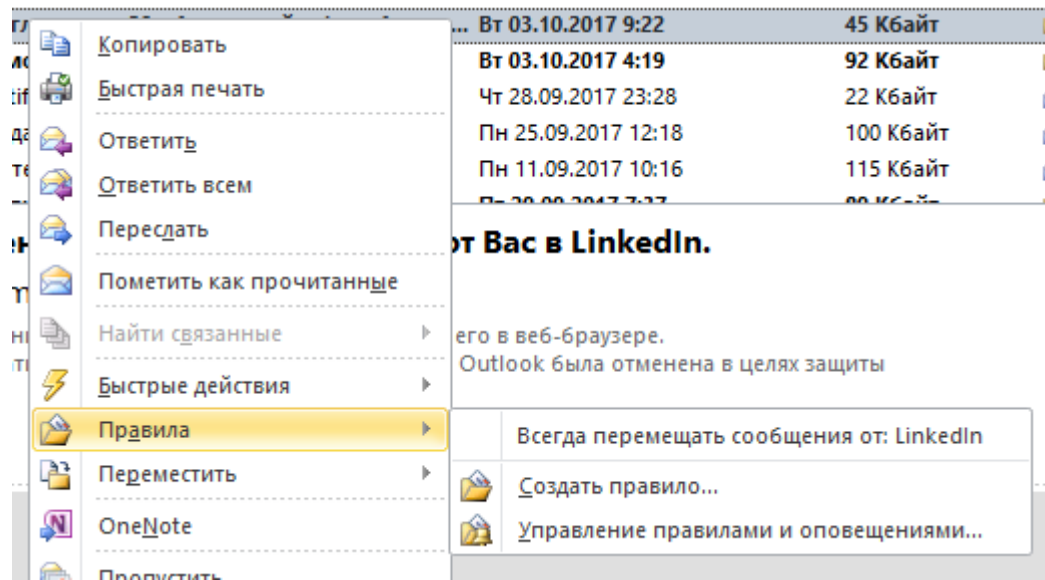 Вт 03.10.2017 9:22 45 Кбайт
Копировать
Вт 03.10.2017 4:19 92 Кбайт
Быстрая печать
Чт 28.09.2017 23:28 22 Кбайт
Ответить
Пн 25.09.2017 12:18 100 Кбайт
Пн 11.09.2017 10:16 115 Кбайт
Ответить всем
Переслать
от Вас в LinkedIn.
Пометить как прочитанные
Найти связанные
его в веб-браузере.
Outlook была отменена в целях защиты
Быстрые действия
Правила
Всегда перемещать сообщения от: LinkedIn
Переместить
Создать правило...
OneNote
Управление правилами и оповещениями...
Пропустить